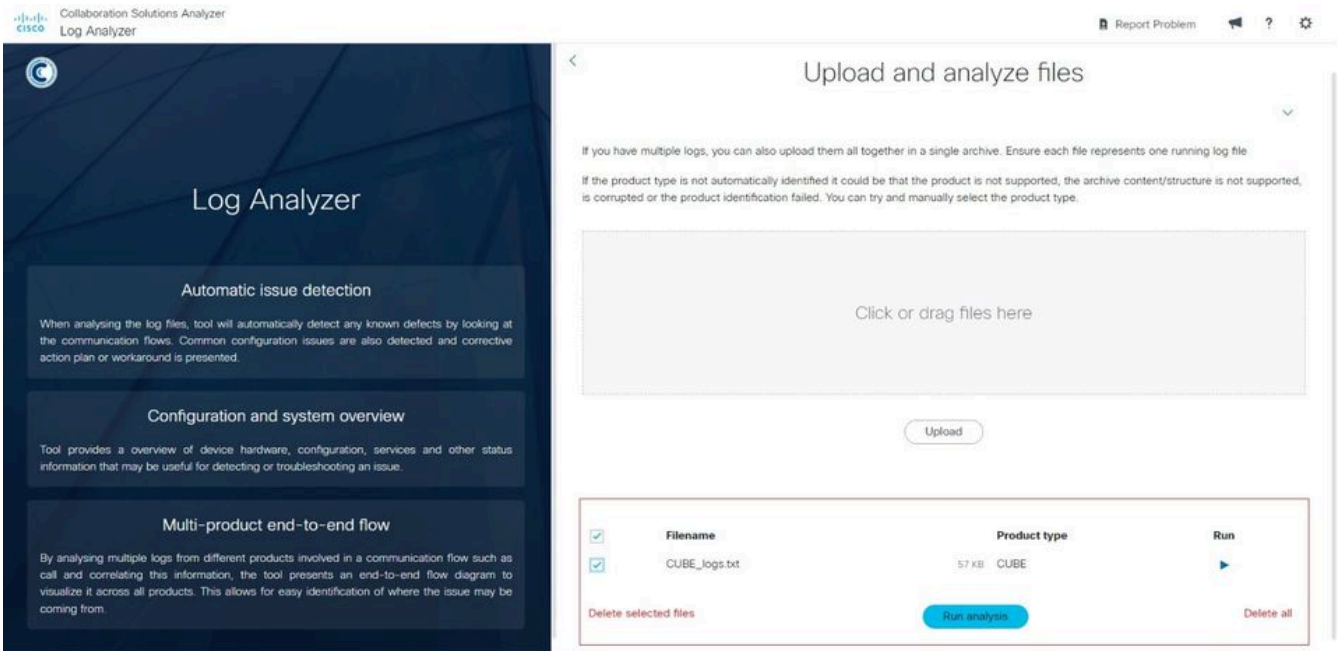 Collaboration Solutions Analyzer
CISCO
Log Analyzer
Report Problem
?
Upload and analyze files
If you have multiple logs, you can also upload them all together in a single archive. Ensure each file represents one running log file
If the product type is not automatically identified it could be that the product is not supported, the archive content/structure is not supported,
is corrupted or the product identification failed. You can try and manually select the product type.
Log Analyzer
Automatic issue detection
When analysing the log files, tool will automatically detect any known defects by looking at
the communication flows. Common configuration issues are also detected and corrective
action plan or workaround is presented.
Configuration and system overview
Tool provides a overview of device hardware, configuration, services and other status
information that may be useful for detecting or troubleshooting an issue.
Multi-product end-to-end flow
By analysing multiple logs from different products involved in a communication flow such as
call and correlating this information, the tool presents an end-to-end flow diagram to
visualize it across all products. This allows for easy identification of where the issue may be
coming from.
Click or drag files here
Upload
Filename Product type Run
CUBE_logs.txt 57 KB CUBE
Delete selected files Run analysis Delete all